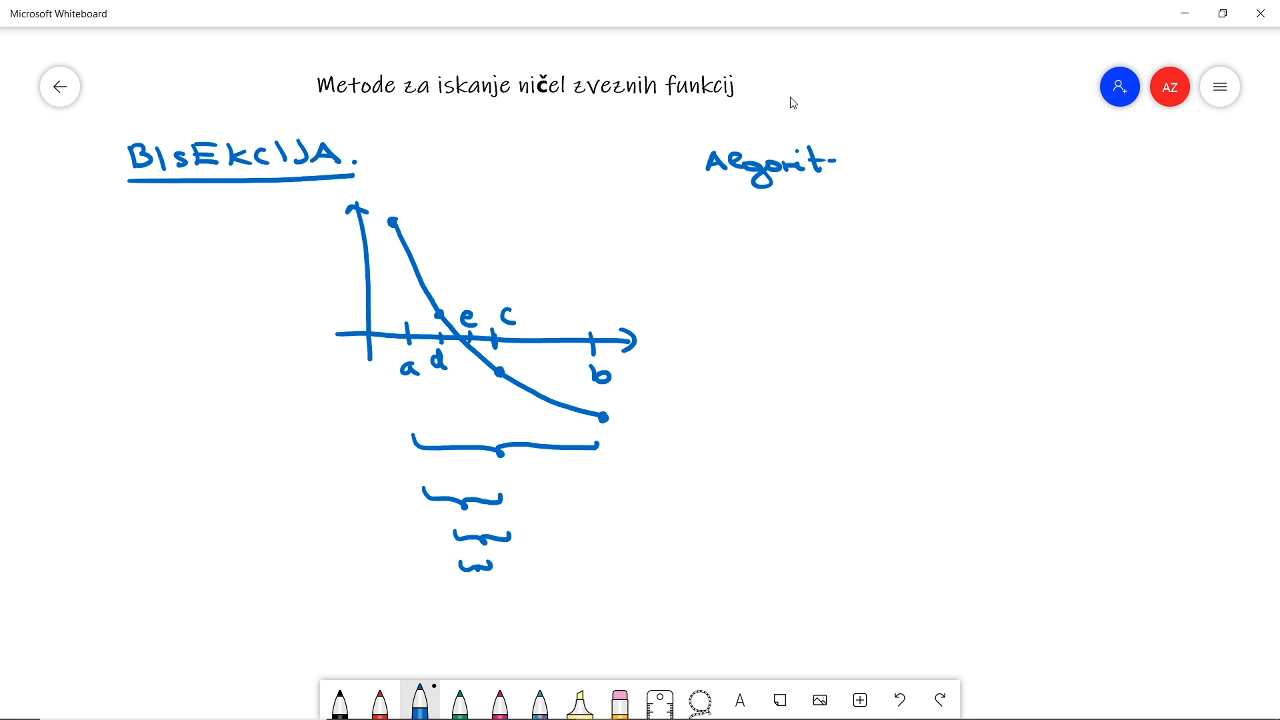 Microsoft Whiteboard
Metode za iskanje ničel zveznih funkcij
AZ
BISEKCIJA.
Algorit-
e c
a d b
A